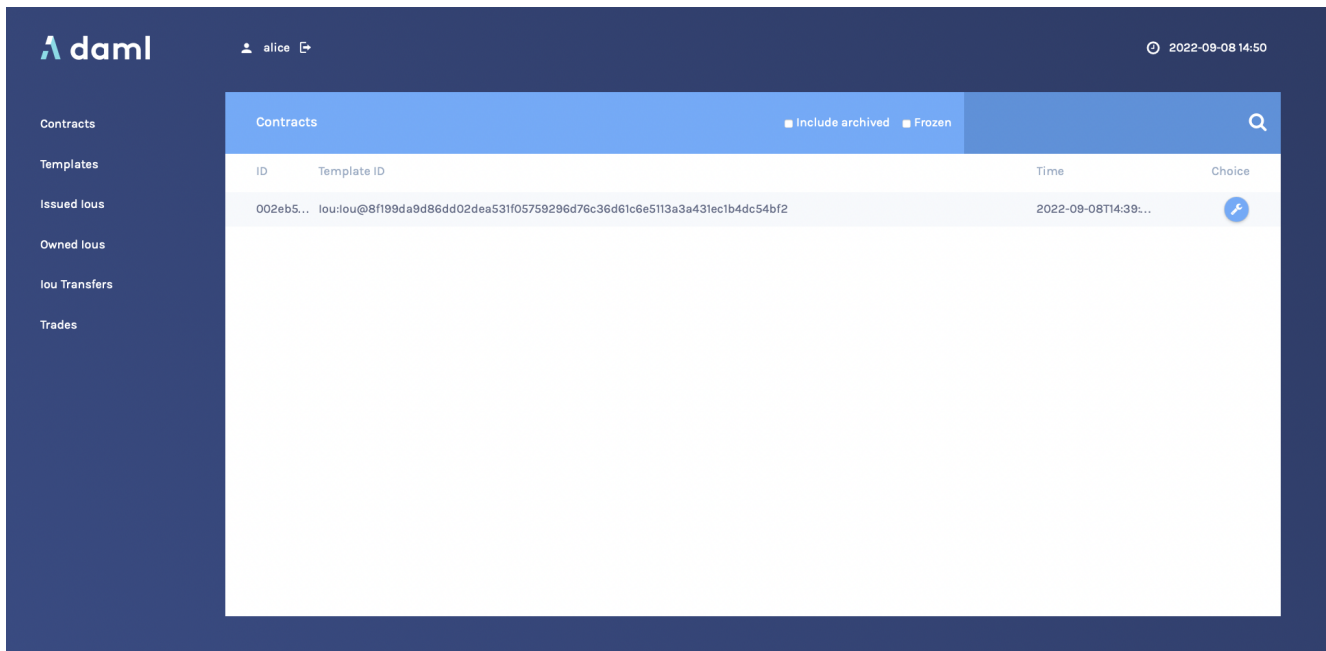 daml
alice
2022-09-08 14:50
Contracts
Templates
Issued Ious
Owned Ious
Iou Transfers
Trades
Contracts
Include archived
Frozen
ID Template ID Time Choice
002eb5... Iou:Iou@8f199da9d86dd02dea531f05759296d76c36d61c6e5113a3a431ec1b4dc54bf2 2022-09-08T14:39:...